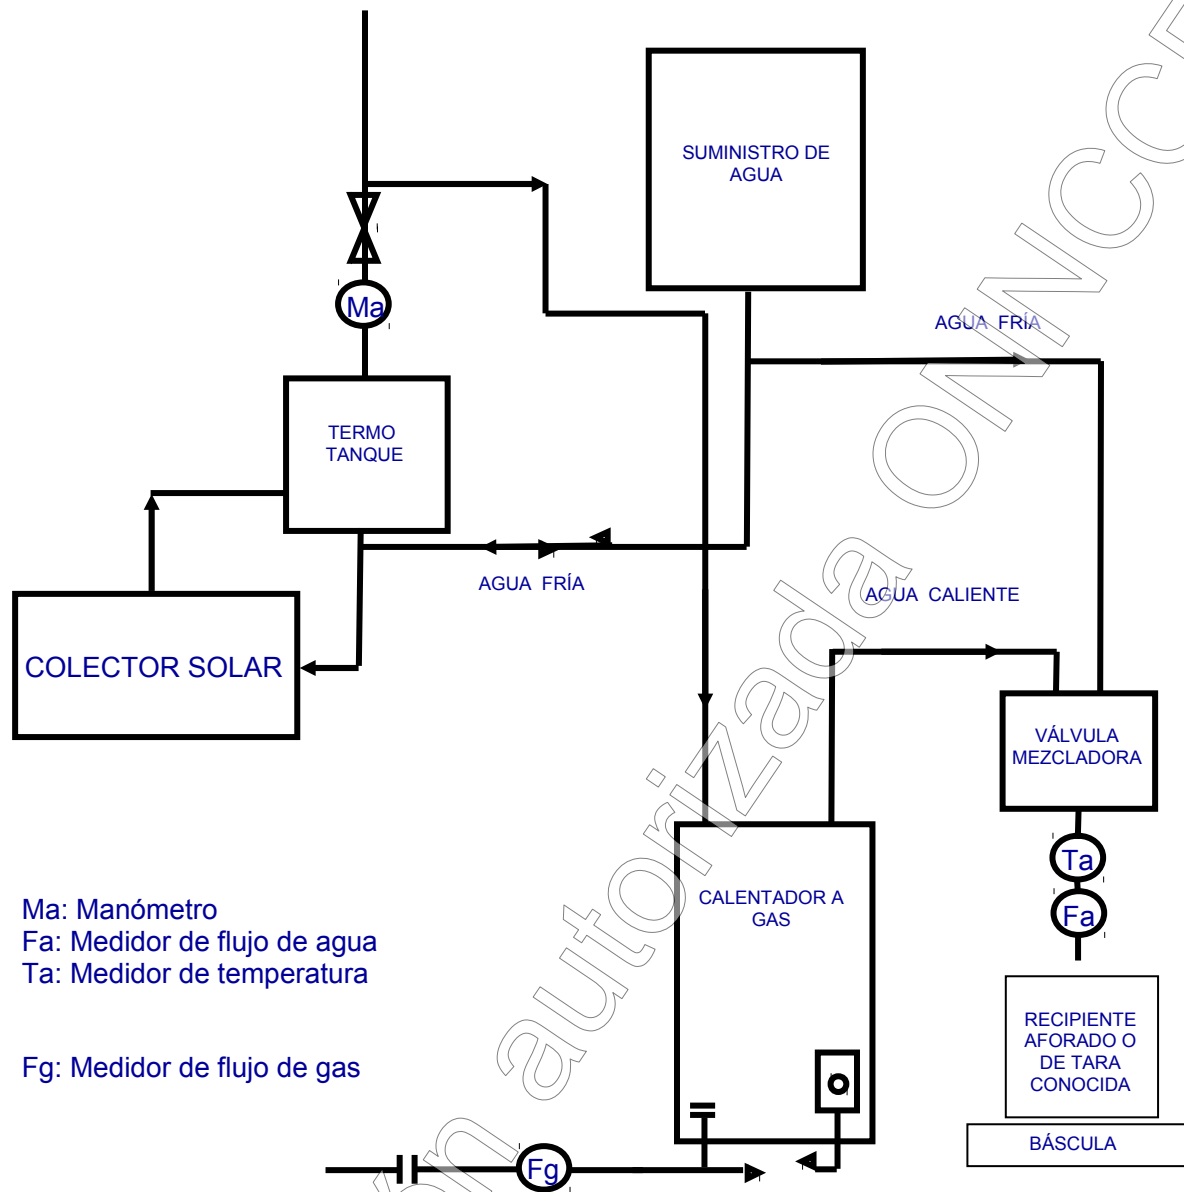 SUMINISTRO DE
AGUA
Ma
AGUA FRÍA
TERMO
TANQUE
AGUA FRÍA
AGUA CALIENTE
COLECTOR SOLAR
VÁLVULA
MEZCLADORA
Ta
CALENTADOR A
GAS
Fa
Ma: Manómetro
Fa: Medidor de flujo de agua
Ta: Medidor de temperatura
Fg: Medidor de flujo de gas
RECIPIENTE
AFORADO O
DE TARA
CONOCIDA
BÁSCULA
Fg
autorizada